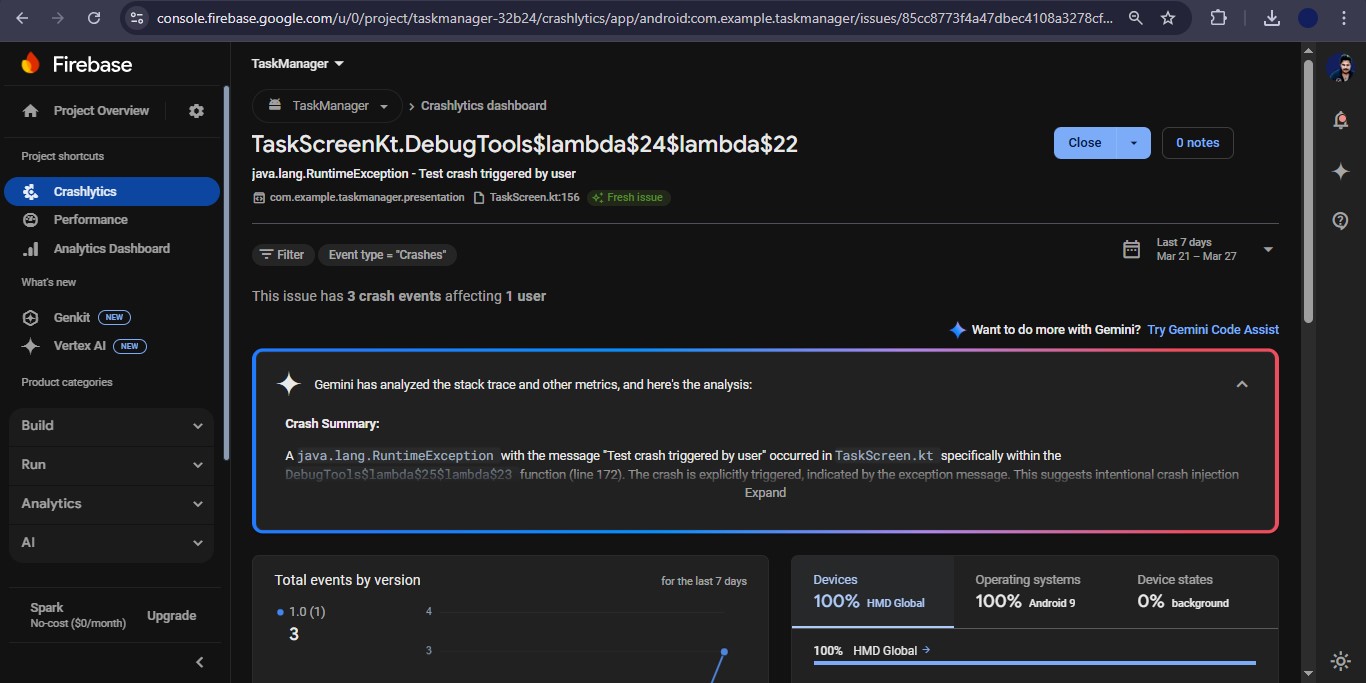 console.firebase.google.com/u/0/project/taskmanager-32b24/crashlytics/app/android:com.example.taskmanager/issues/85cc8773f4a47dbec4108a3278cf...
Firebase
Project Overview
Project shortcuts
Crashlytics
Performance
Analytics Dashboard
What's new
Genkit NEW
Vertex AI NEW
Product categories
Build
Run
Analytics
AI
Spark
No-cost ($0/month)
Upgrade
TaskManager
TaskManager
Crashlytics dashboard
TaskScreenKt.DebugTools$lambda$24$lambda$22
Close
0 notes
java.lang.RuntimeException - Test crash triggered by user
com.example.taskmanager.presentation TaskScreen.kt:156 Fresh issue
Filter
Event type = "Crashes"
Last 7 days
Mar 21 – Mar 27
This issue has 3 crash events affecting 1 user
Want to do more with Gemini? Try Gemini Code Assist
Gemini has analyzed the stack trace and other metrics, and here's the analysis:
Crash Summary:
A java.lang.RuntimeException with the message "Test crash triggered by user" occurred in TaskScreen.kt specifically within the
DebugTools$lambda$25$lambda$23 function (line 172). The crash is explicitly triggered, indicated by the exception message. This suggests intentional crash injection
Expand
Total events by version
for the last 7 days
1.0 (1)
3
4
3
Devices
100% HMD Global
Operating systems
100% Android 9
Device states
0% background
100% HMD Global